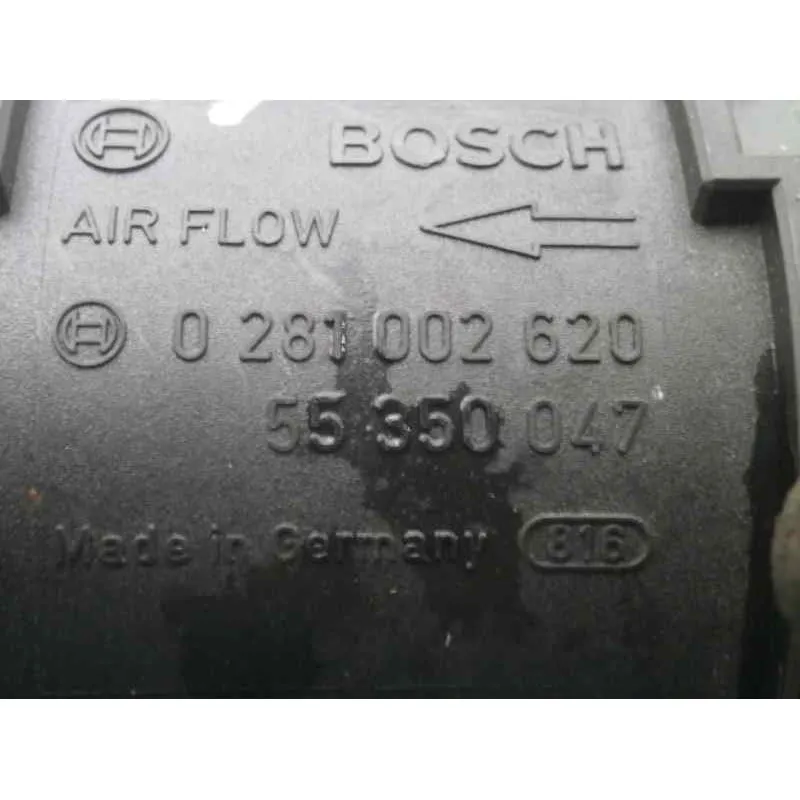 BOSCH
AIR FLOW
0 281 002 620
55 350 047
Made in Germany 816